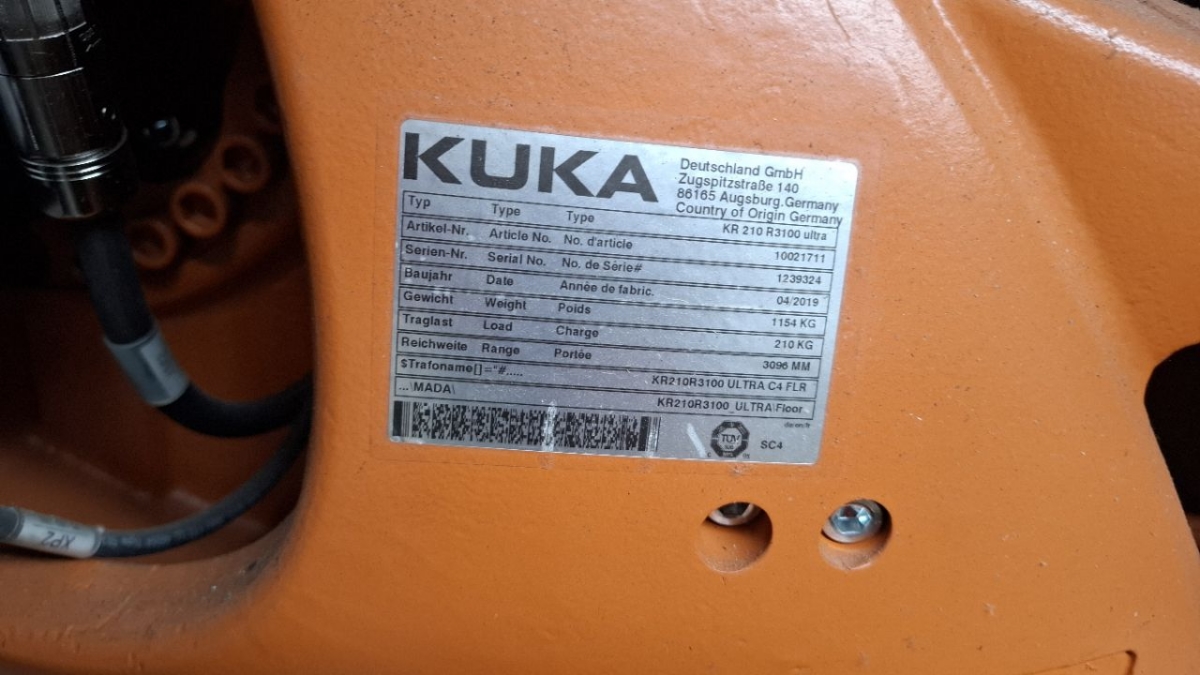 KUKA
Deutschland GmbH
Zugspitzstraße 140
86165 Augsburg.Germany
Country of Origin Germany
Typ Type Type KR 210 R3100 ultra
Artikel-Nr. Article No. No. d'article 10021711
Serien-Nr. Serial No. No. de Série# 1239324
Baujahr Date Année de fabric. 04/2019
Gewicht Weight Poids 1154 KG
Traglast Load Charge 210 KG
Reichweite Range Portée 3096 MM
$Trafoname[]="#..... KR210R3100 ULTRA C4 FLR
...\MADA\ KR210R3100_ULTRA\Floor
TÜV
SC4
XP2